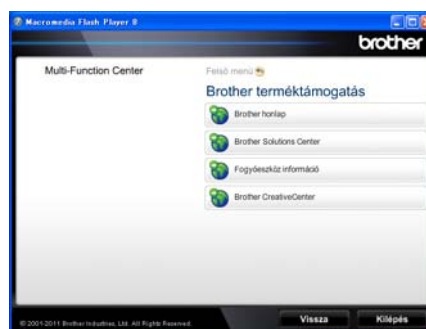 Macromedia Flash Player 8
brother
Multi-Function Center
Felső menü
Brother terméktámogatás
Brother honlap
Brother Solutions Center
Fogyóeszköz információ
Brother CreativeCenter
© 2001-2011 Brother Industries, Ltd. All Rights Reserved.
Vissza
Kilépés